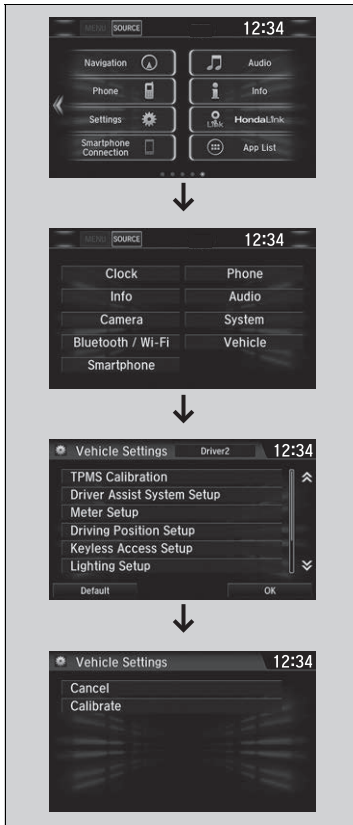 MENU SOURCE 12:34
Navigation Audio
Phone Info
Settings Link HondaLink
Smartphone
Connection App List
MENU SOURCE 12:34
Clock Phone
Info Audio
Camera System
Bluetooth / Wi-Fi Vehicle
Smartphone
Vehicle Settings Driver2 12:34
TPMS Calibration
Driver Assist System Setup
Meter Setup
Driving Position Setup
Keyless Access Setup
Lighting Setup
Default OK
Vehicle Settings 12:34
Cancel
Calibrate